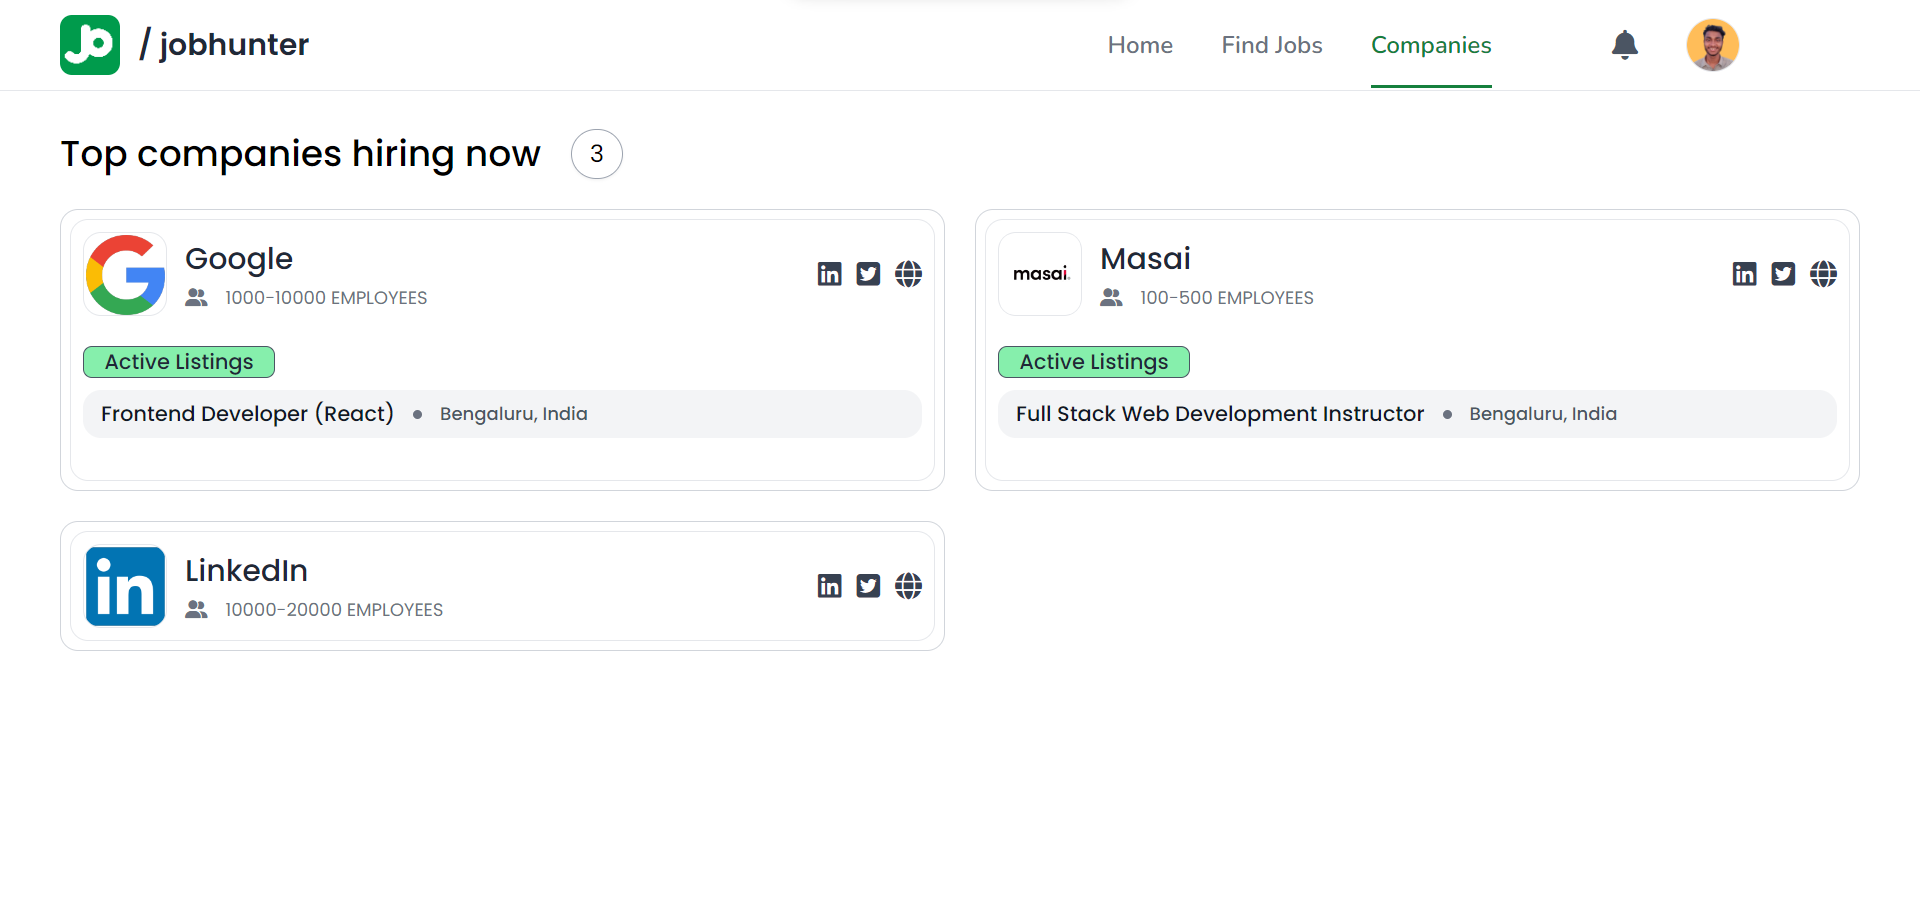 jo / jobhunter Home Find Jobs Companies
Top companies hiring now 3
Google
1000-10000 EMPLOYEES
Active Listings
Frontend Developer (React) • Bengaluru, India
masai. Masai
100-500 EMPLOYEES
Active Listings
Full Stack Web Development Instructor • Bengaluru, India
in LinkedIn
10000-20000 EMPLOYEES